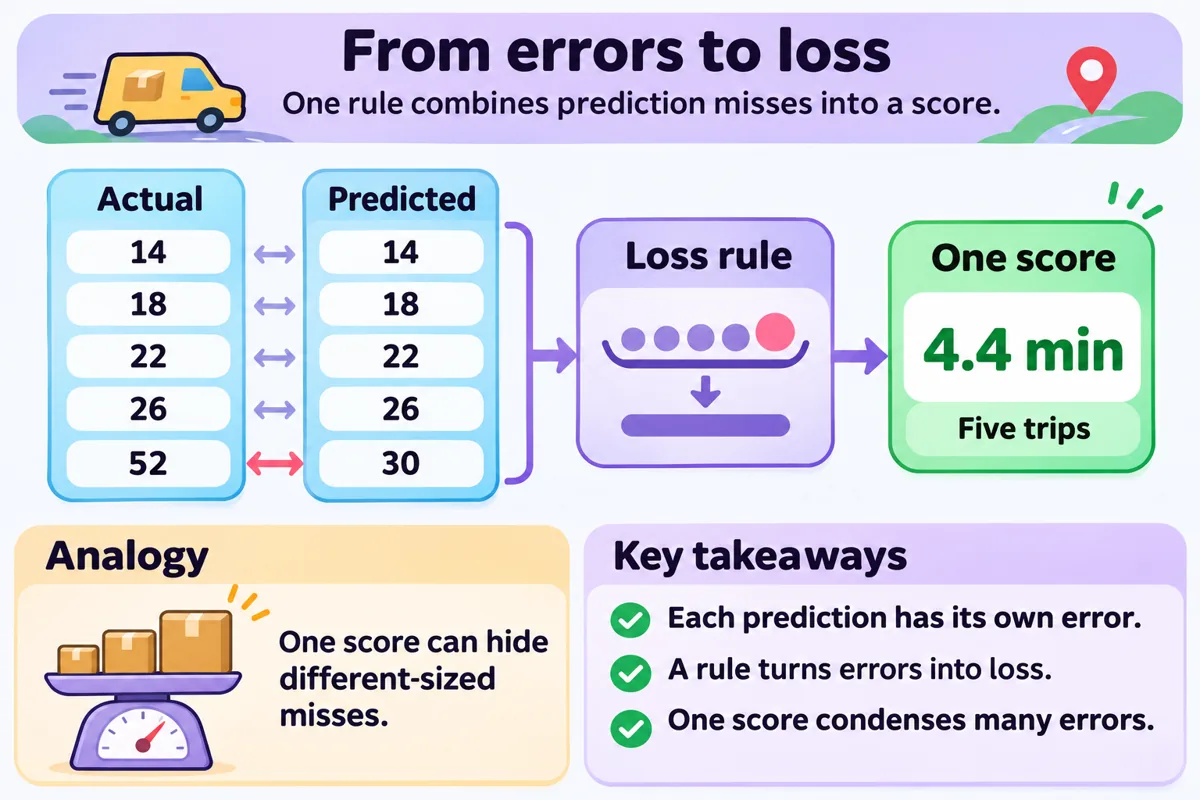 From errors to loss
One rule combines prediction misses into a score.
Actual
Predicted
14
14
18
18
22
22
26
26
52
30
Loss rule
One score
4.4 min
Five trips
Analogy
One score can hide
different-sized
misses.
Key takeaways
Each prediction has its own error.
A rule turns errors into loss.
One score condenses many errors.